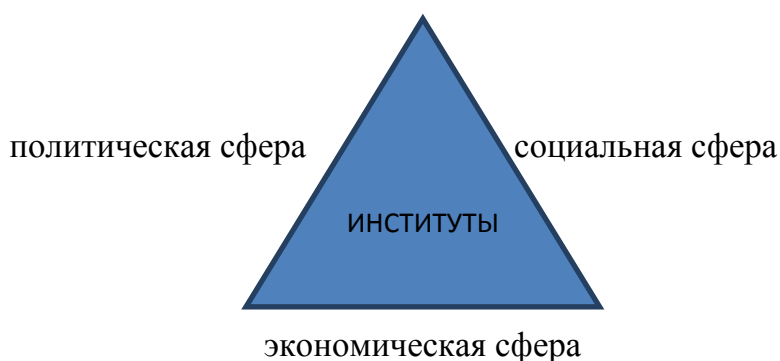 политическая сфера
социальная сфера
ИНСТИТУТЫ
экономическая сфера